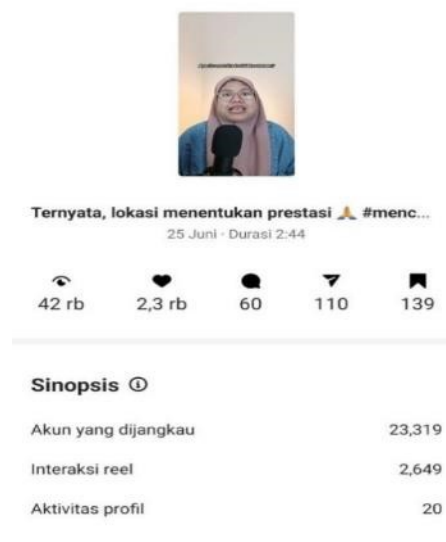 Ternyata, lokasi menentukan prestasi 🙏 #menc...
25 Juni · Durasi 2:44
42 rb 2,3 rb 60 110 139
Sinopsis
Akun yang dijangkau 23,319
Interaksi reel 2,649
Aktivitas profil 20